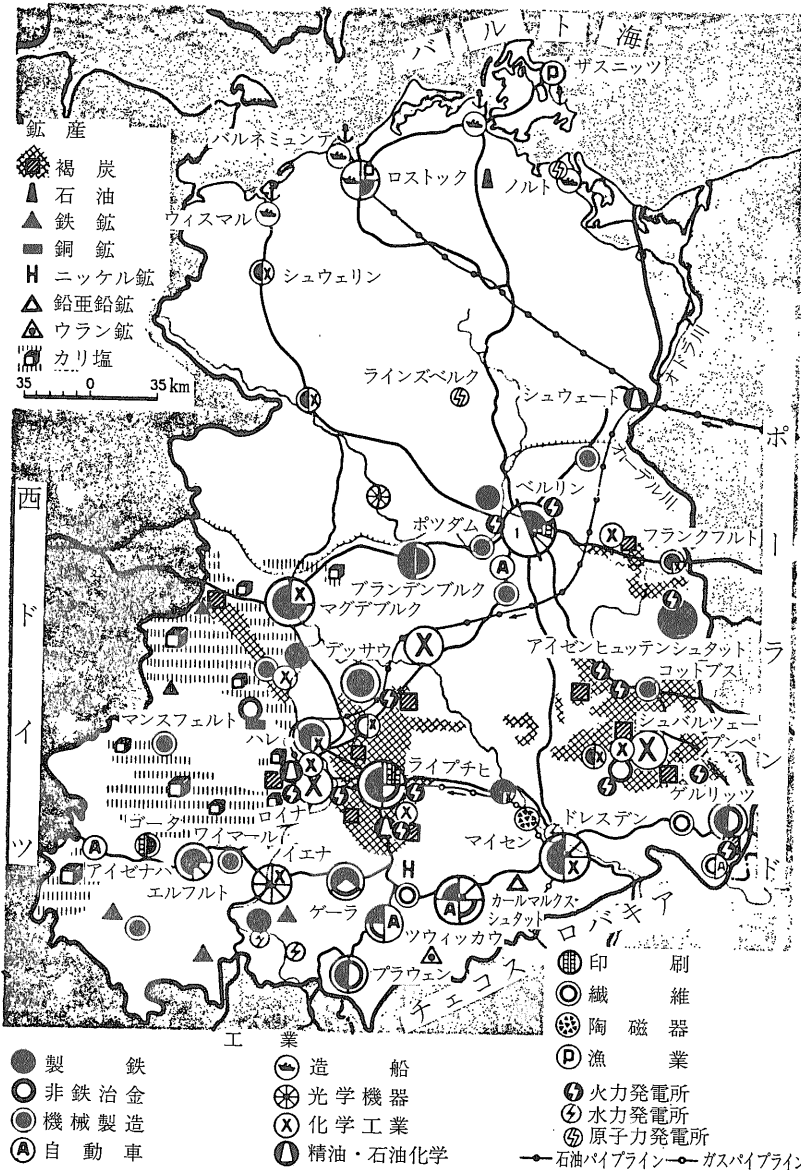 バルト海
ザスニッツ
鉱産
褐炭
石油
鉄鉱
銅鉱
H ニッケル鉱
鉛亜鉛鉱
ウラン鉱
カリ塩
35 0 35 km
バルネミュンデ
ロストック
ノルト
ウィスマル
シュウェリン
ラインズベルク
シュウェート
オドラ川
オーデル川
ポーランド
西ドイツ
ベルリン
ポツダム
フランクフルト
ブランデンブルク
マグデブルク
デッサウ
アイゼンヒュッテンシュタット
コットブス
マンスフェルト
ハレ
シュバルツェー
プンペ
ライプチヒ
ロイナ
ゲルリッツ
ドレスデン
マイセン
ゴータ
ワイマール
イエナ
アイゼナハ
エルフルト
ゲーラ
H
カールマルクス・
シュタット
ツウィッカウ
プラウェン
チェコスロバキア
工業
製鉄
非鉄冶金
機械製造
A 自動車
造船
光学機器
X 化学工業
精油・石油化学
印刷
繊維
陶磁器
P 漁業
火力発電所
水力発電所
原子力発電所
石油パイプライン
ガスパイプライン